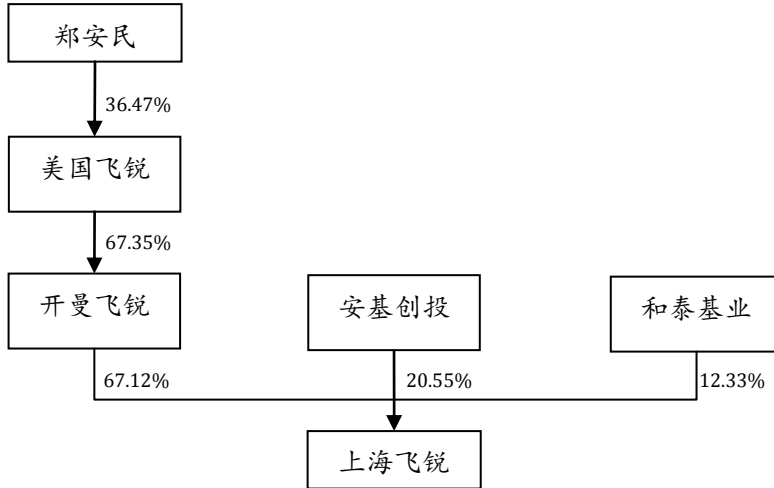 郑安民
36.47%
美国飞锐
67.35%
开曼飞锐
安基创投
和泰基业
67.12%
20.55%
12.33%
上海飞锐